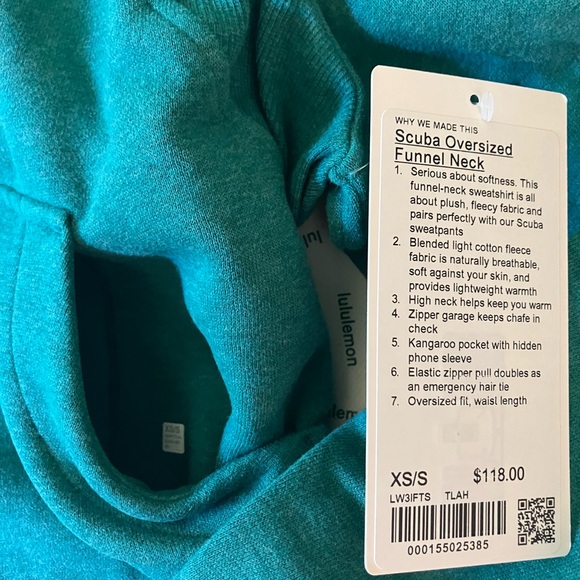 WHY WE MADE THIS
Scuba Oversized
Funnel Neck
1. Serious about softness. This
funnel-neck sweatshirt is all
about plush, fleecy fabric and
pairs perfectly with our Scuba
sweatpants
2. Blended light cotton fleece
fabric is naturally breathable,
soft against your skin, and
provides lightweight warmth
3. High neck helps keep you warm
4. Zipper garage keeps chafe in
check
5. Kangaroo pocket with hidden
phone sleeve
6. Elastic zipper pull doubles as
an emergency hair tie
7. Oversized fit, waist length
XS/S $118.00
LW3IFTS TLAH
000155025385
lul
lululemon
lulemon
XS/S